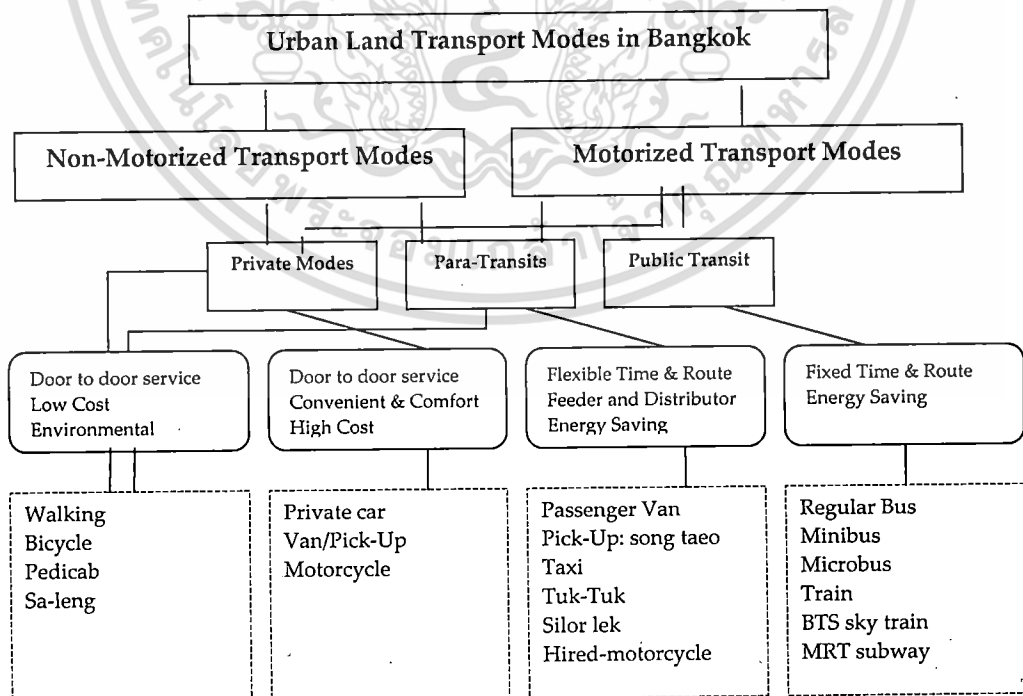 Urban Land Transport Modes in Bangkok
Non-Motorized Transport Modes
Motorized Transport Modes
Private Modes
Para-Transits
Public Transit
Door to door service
Low Cost
Environmental
Door to door service
Convenient & Comfort
High Cost
Flexible Time & Route
Feeder and Distributor
Energy Saving
Fixed Time & Route
Energy Saving
Walking
Bicycle
Pedicab
Sa-leng
Private car
Van/Pick-Up
Motorcycle
Passenger Van
Pick-Up: song taeo
Taxi
Tuk-Tuk
Silor lek
Hired-motorcycle
Regular Bus
Minibus
Microbus
Train
BTS sky train
MRT subway